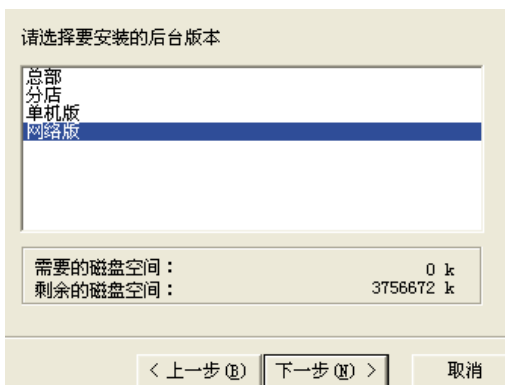 请选择要安装的后台版本
总部
分店
单机版
网络版
需要的磁盘空间： 0 k
剩余的磁盘空间： 3756672 k
< 上一步(B) 下一步(N) > 取消